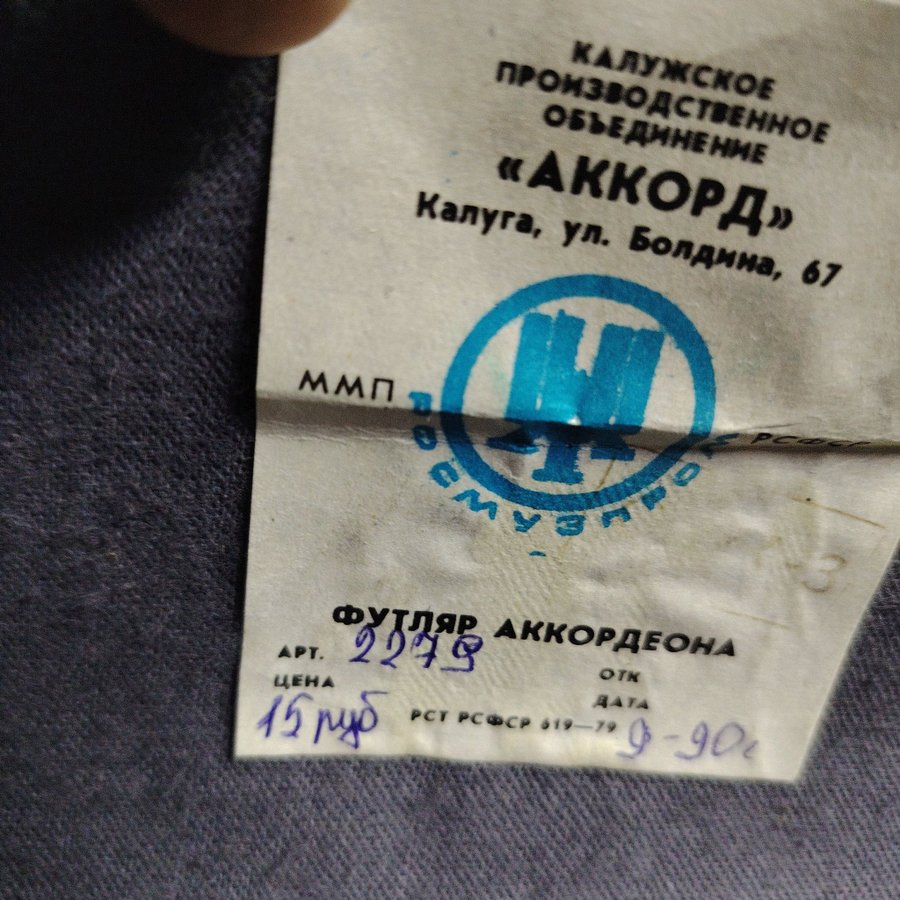 КАЛУЖСКОЕ
ПРОИЗВОДСТВЕННОЕ
ОБЪЕДИНЕНИЕ
«АККОРД»
Калуга, ул. Болдина, 67
ММП
РСФСР
РОСМУЗПРОМ
ФУТЛЯР АККОРДЕОНА
АРТ. 2279
ОТК
ЦЕНА
ДАТА
15 руб
РСТ РСФСР 619—79
9-90г